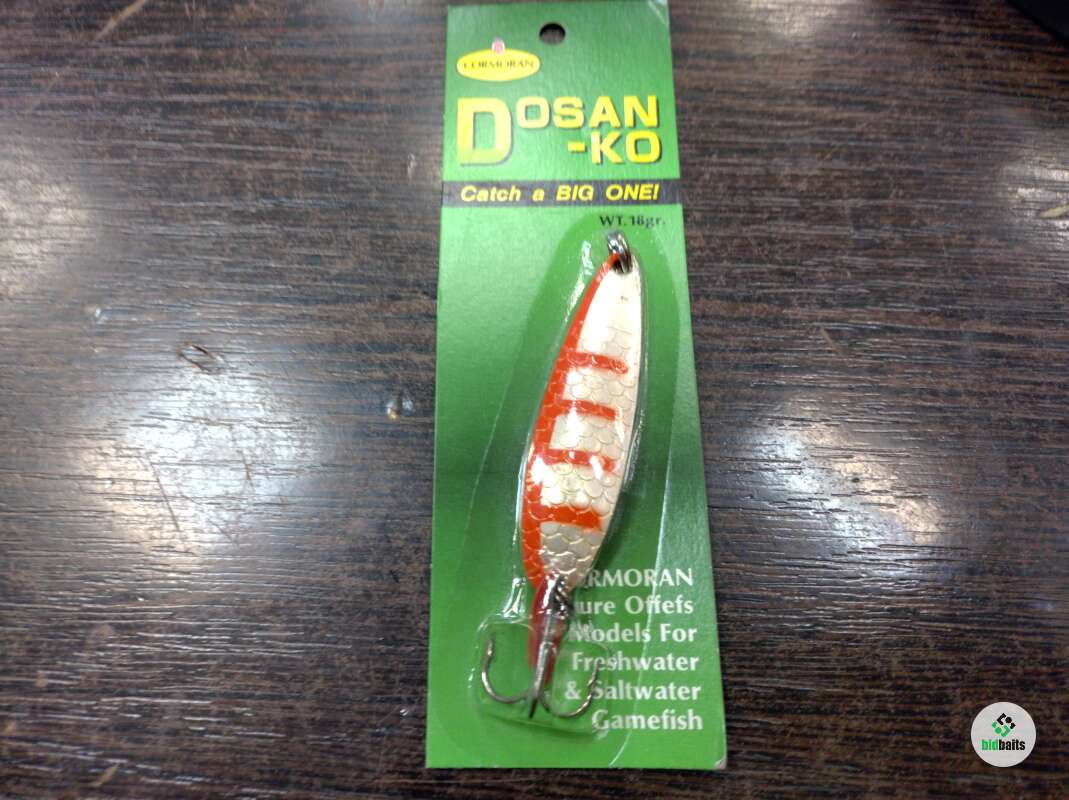 CORMORAN
DOSAN
-KO
Catch a BIG ONE!
WT. 18gr.
RMORAN
ure Offefs
Models For
Freshwater
& Saltwater
Gamefish
bidbaits